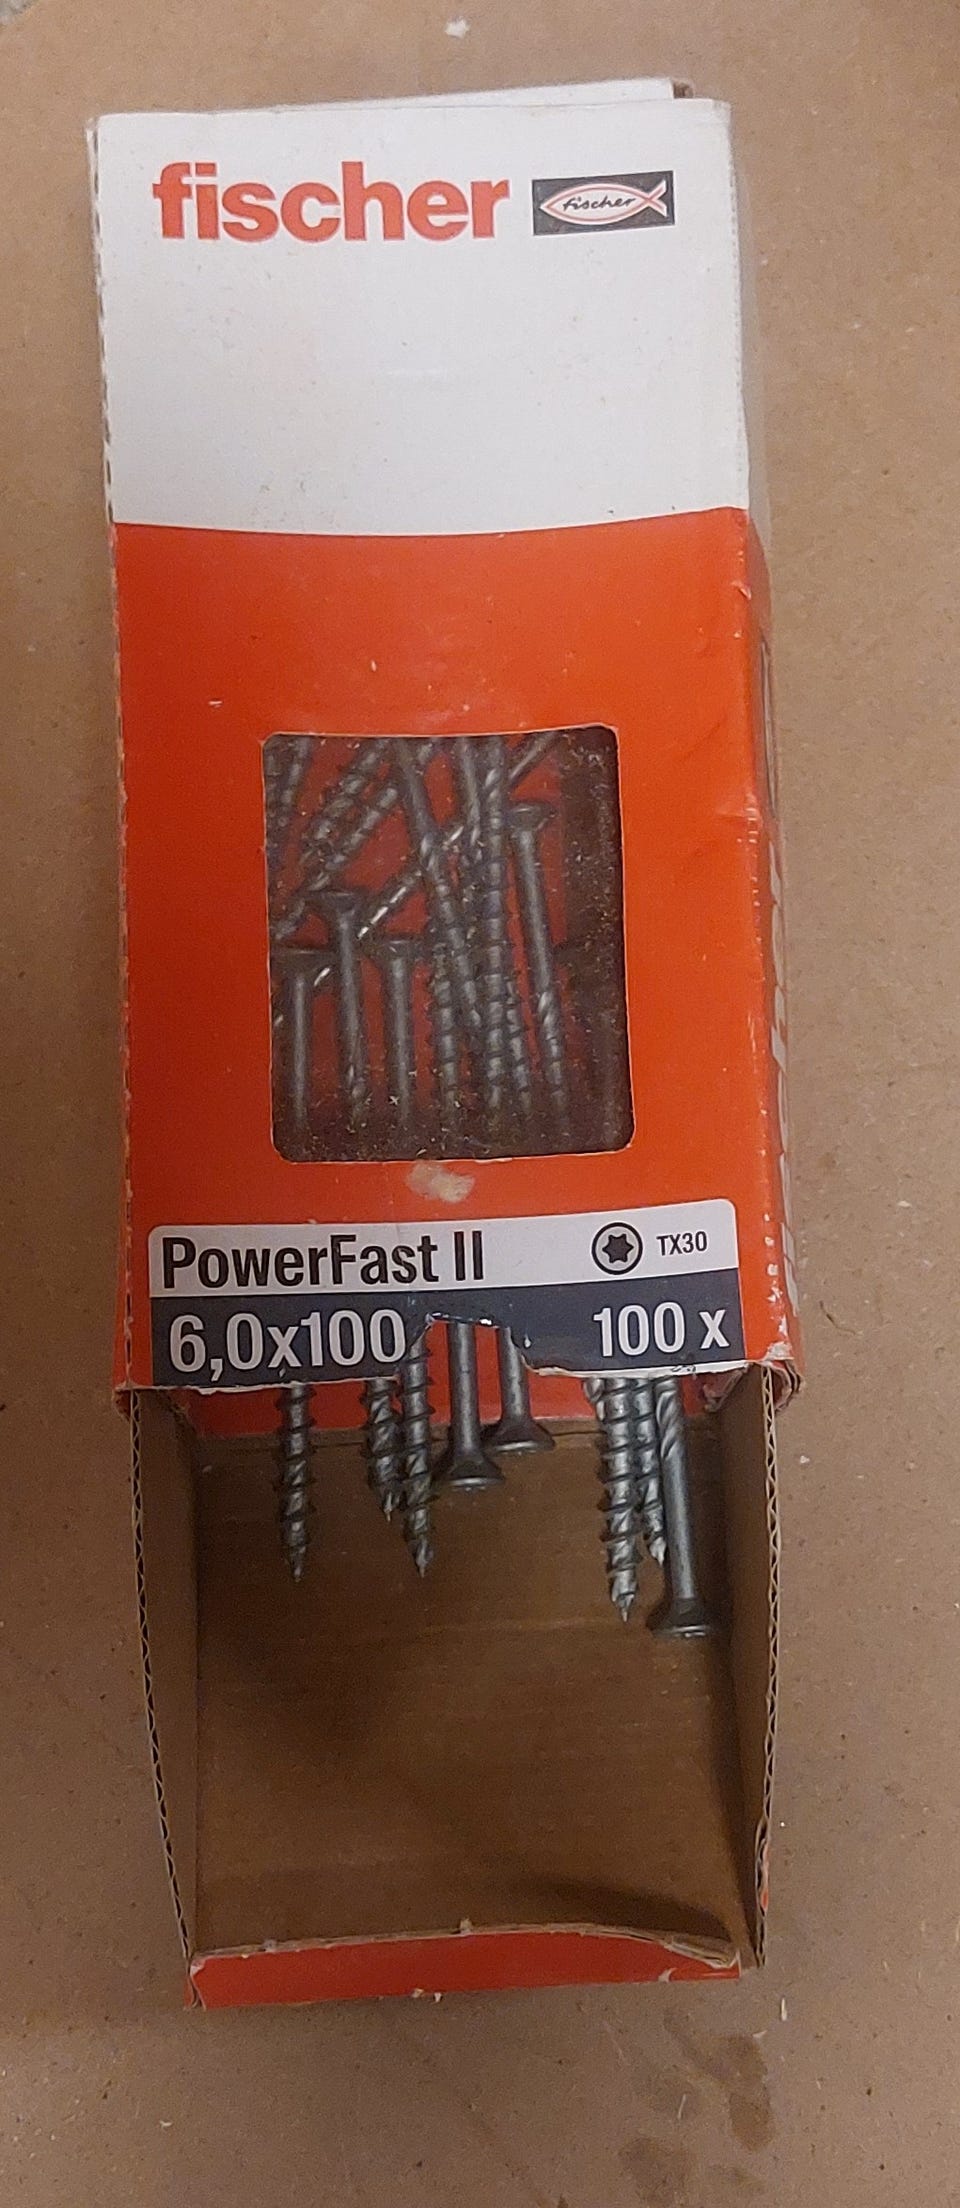 fischer fischer
PowerFast II TX30
6,0x100 100 x